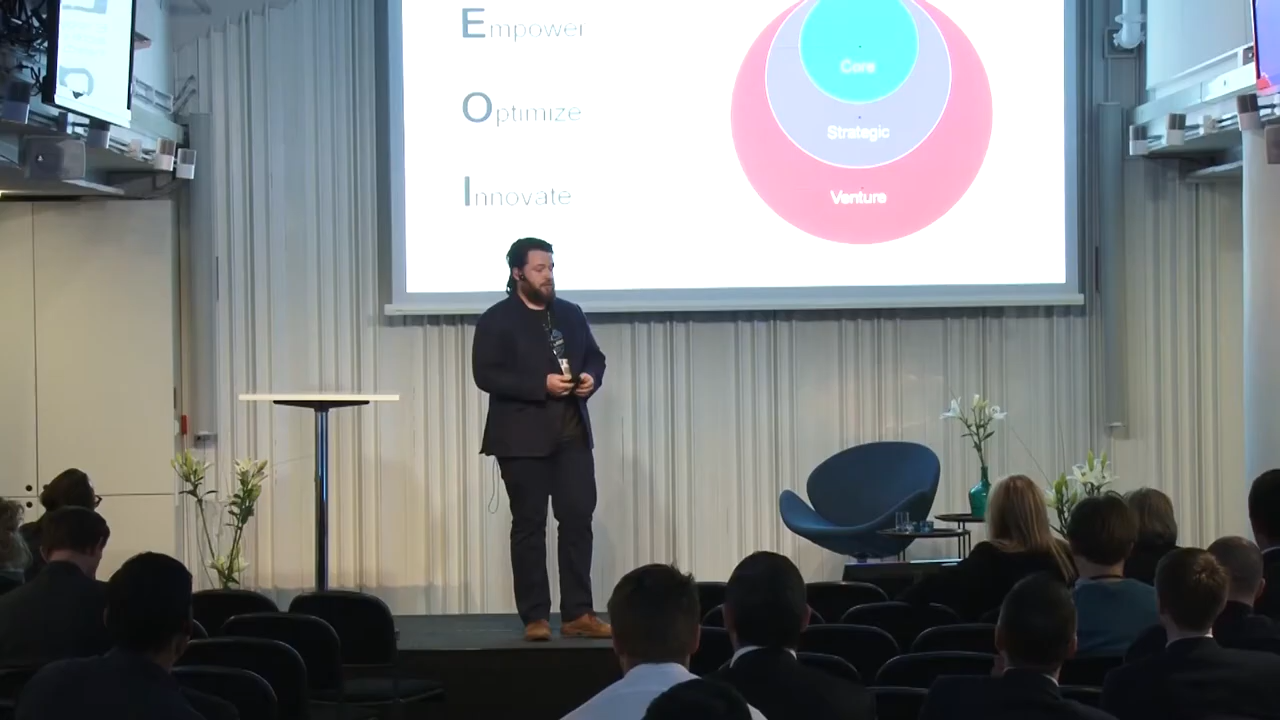 Empower
Optimize
Innovate
Core
Strategic
Venture